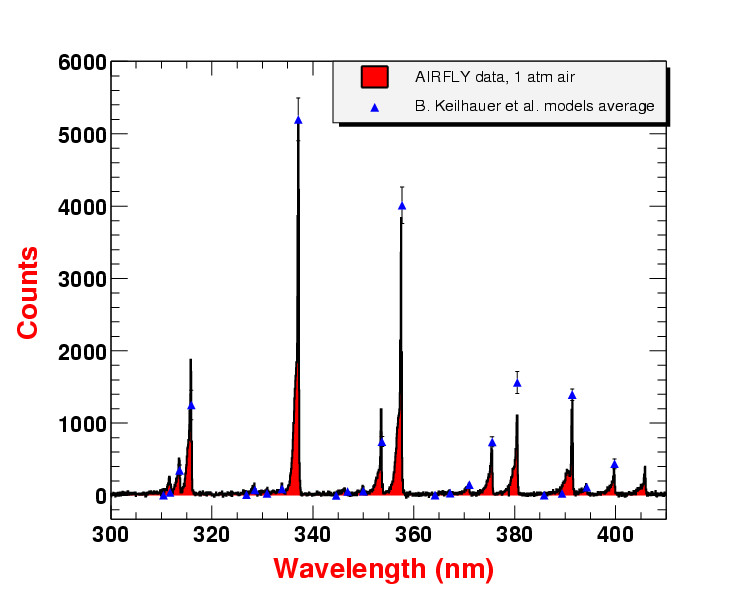 AIRFLY data, 1 atm air
B. Keilhauer et al. models average
6000
5000
4000
3000
2000
1000
0
Counts
300 320 340 360 380 400
Wavelength (nm)